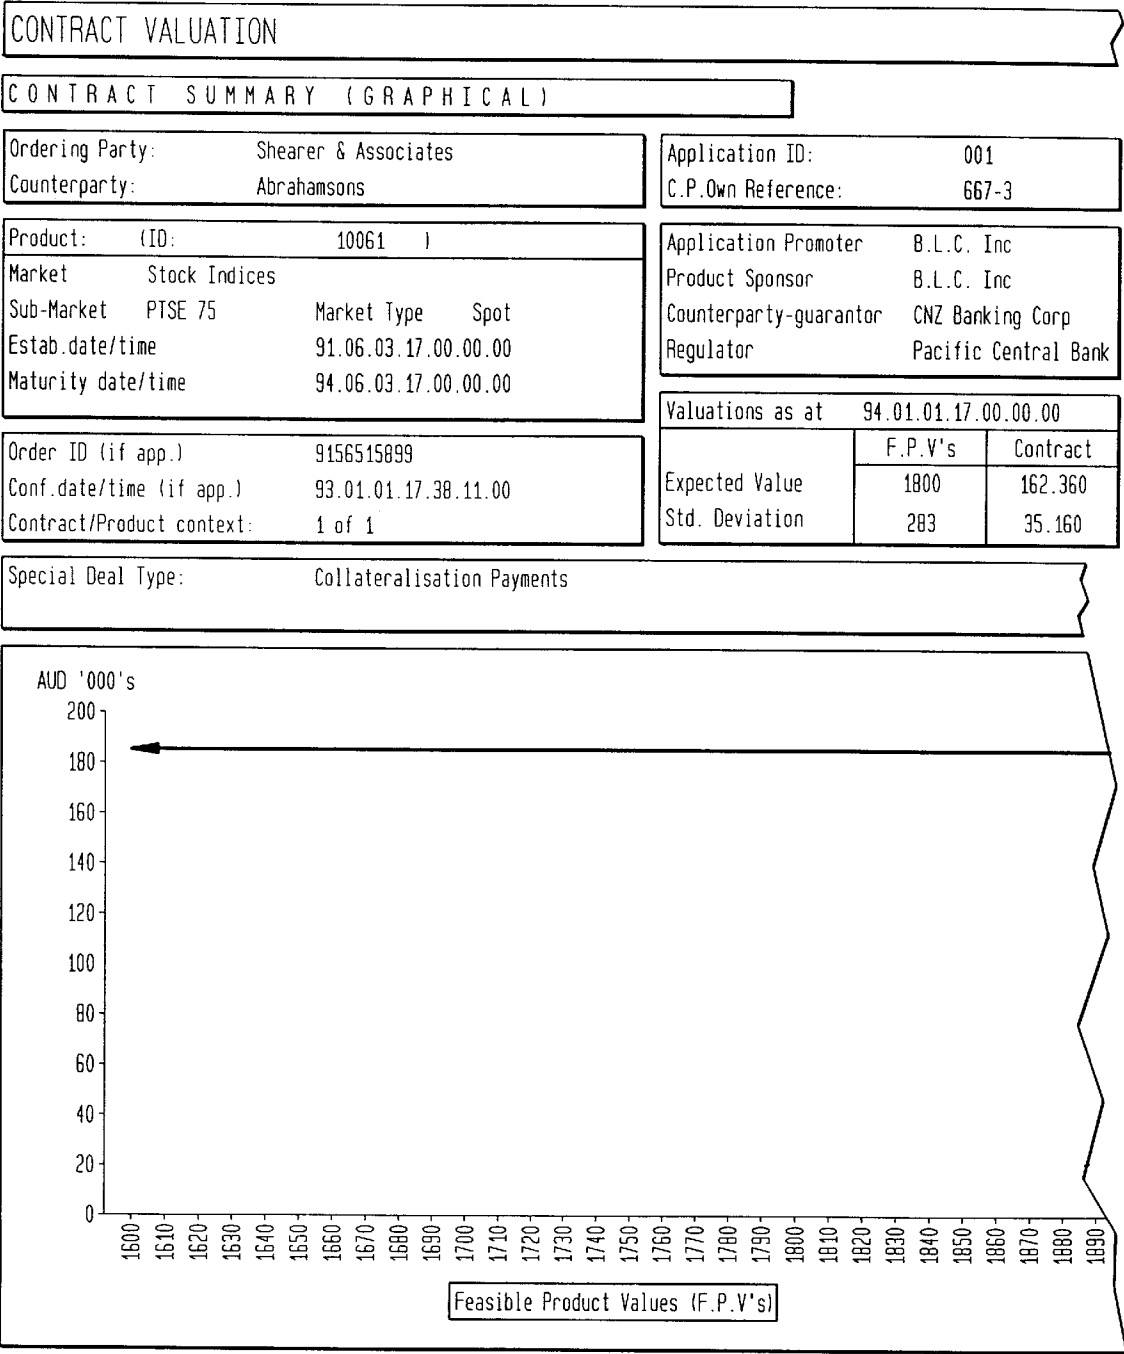 CONTRACT VALUATION
CONTRACT SUMMARY (GRAPHICAL)
Ordering Party: Shearer & Associates
Counterparty: Abrahamsons
Application ID: 001
C.P.Own Reference: 667-3
Product: (ID: 10061 )
Market Stock Indices
Sub-Market PTSE 75 Market Type Spot
Estab.date/time 91.06.03.17.00.00.00
Maturity date/time 94.06.03.17.00.00.00
Application Promoter B.L.C. Inc
Product Sponsor B.L.C. Inc
Counterparty-guarantor CNZ Banking Corp
Regulator Pacific Central Bank
Order ID (if app.) 9156515899
Conf.date/time (if app.) 93.01.01.17.38.11.00
Contract/Product context: 1 of 1
Valuations as at 94.01.01.17.00.00.00
F.P.V's Contract
Expected Value 1800 162.360
Std. Deviation 283 35.160
Special Deal Type: Collateralisation Payments
AUD '000's
200
180
160
140
120
100
80
60
40
20
0
1600 1610 1620 1630 1640 1650 1660 1670 1680 1690 1700 1710 1720 1730 1740 1750 1760 1770 1780 1790 1800 1810 1820 1830 1840 1850 1860 1870 1880 1890
Feasible Product Values (F.P.V's)